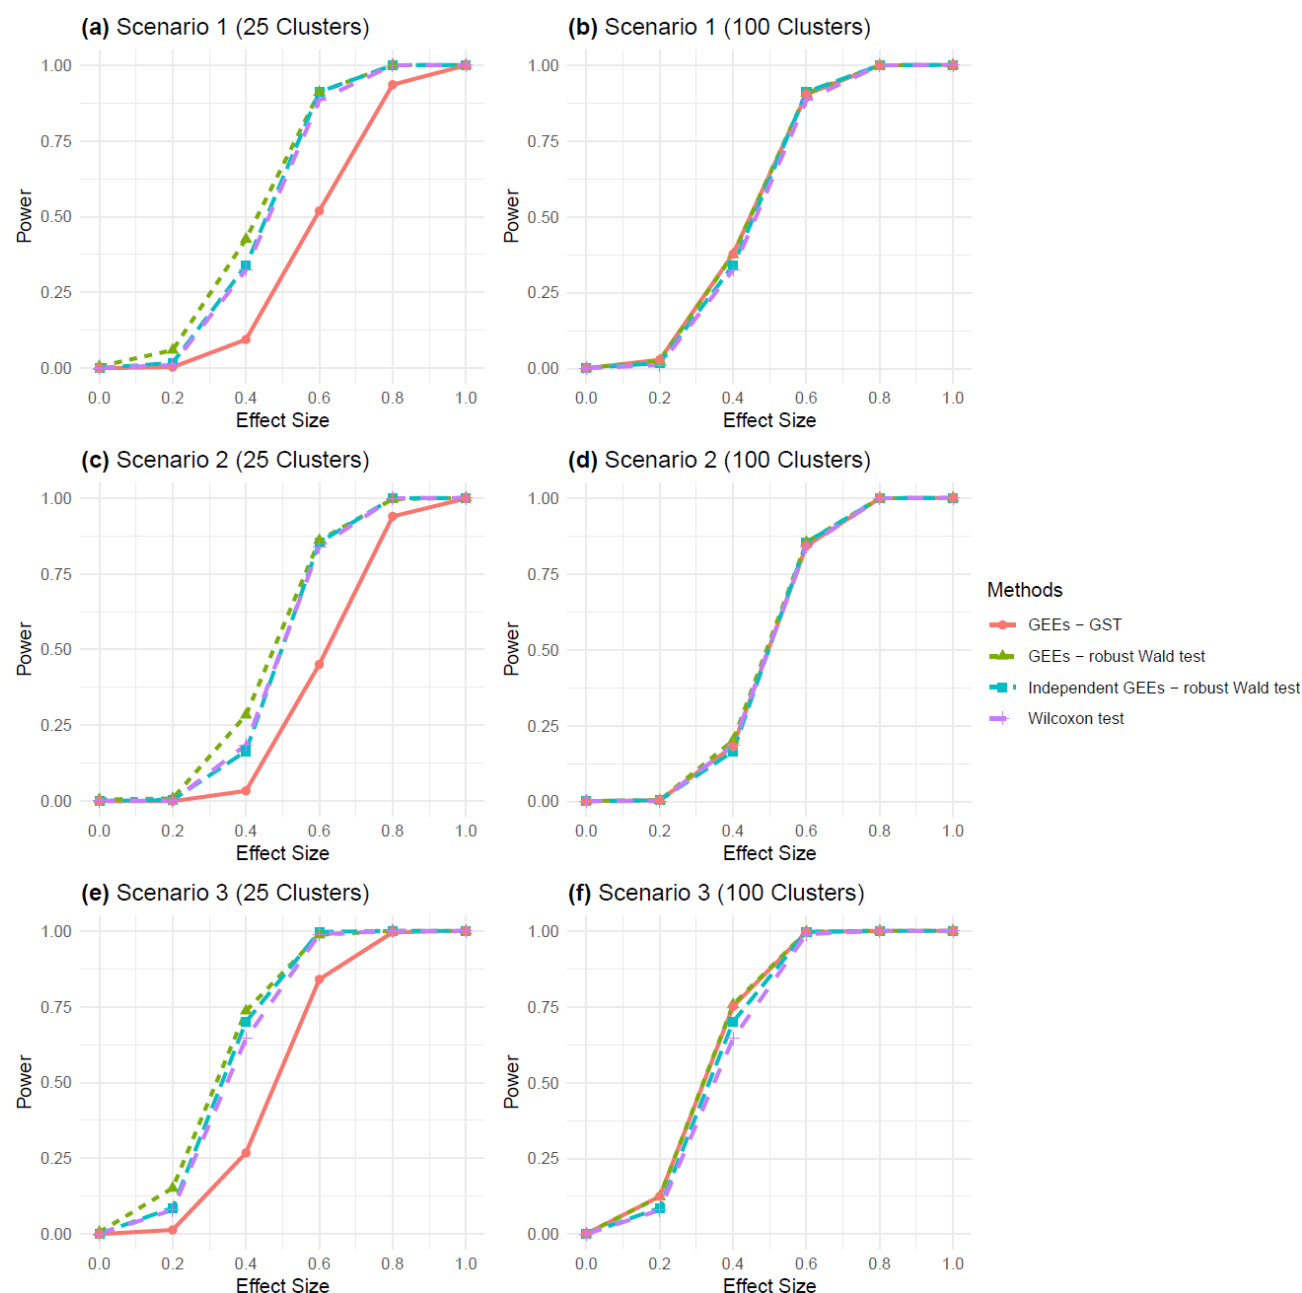 (a) Scenario 1 (25 Clusters)
(b) Scenario 1 (100 Clusters)
Power
1.00
0.75
0.50
0.25
0.00
0.0 0.2 0.4 0.6 0.8 1.0
Effect Size
Power
1.00
0.75
0.50
0.25
0.00
0.0 0.2 0.4 0.6 0.8 1.0
Effect Size
(c) Scenario 2 (25 Clusters)
(d) Scenario 2 (100 Clusters)
Power
1.00
0.75
0.50
0.25
0.00
0.0 0.2 0.4 0.6 0.8 1.0
Effect Size
Power
1.00
0.75
0.50
0.25
0.00
0.0 0.2 0.4 0.6 0.8 1.0
Effect Size
Methods
GEEs − GST
GEEs − robust Wald test
Independent GEEs − robust Wald test
Wilcoxon test
(e) Scenario 3 (25 Clusters)
(f) Scenario 3 (100 Clusters)
Power
1.00
0.75
0.50
0.25
0.00
0.0 0.2 0.4 0.6 0.8 1.0
Effect Size
Power
1.00
0.75
0.50
0.25
0.00
0.0 0.2 0.4 0.6 0.8 1.0
Effect Size